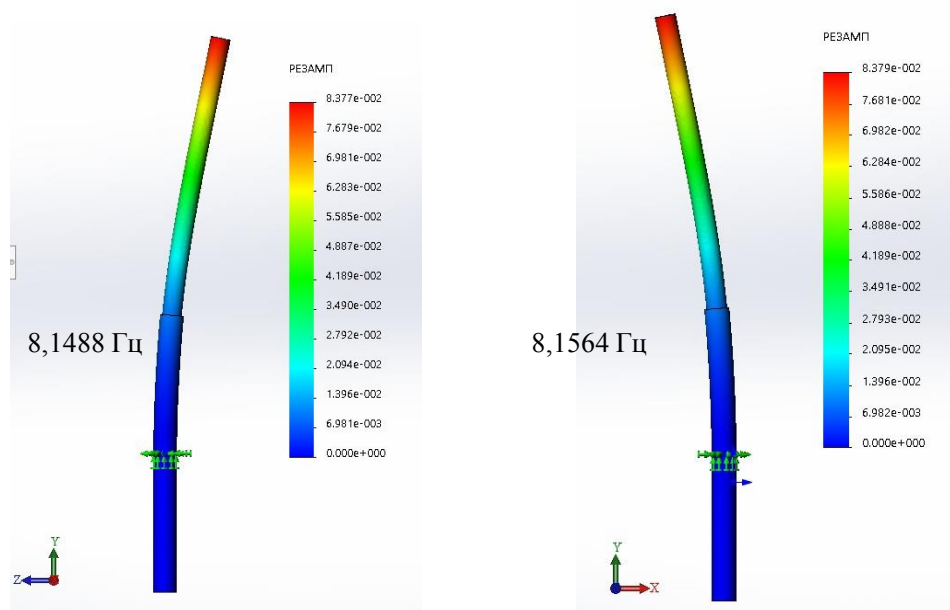 РЕЗАМП
8.377e-002
7.679e-002
6.981e-002
6.283e-002
5.585e-002
4.887e-002
4.189e-002
3.490e-002
2.792e-002
2.094e-002
1.396e-002
6.981e-003
0.000e+000
8,1488 Гц
Y
Z
РЕЗАМП
8.379e-002
7.681e-002
6.982e-002
6.284e-002
5.586e-002
4.888e-002
4.189e-002
3.491e-002
2.793e-002
2.095e-002
1.396e-002
6.982e-003
0.000e+000
8,1564 Гц
Y
X